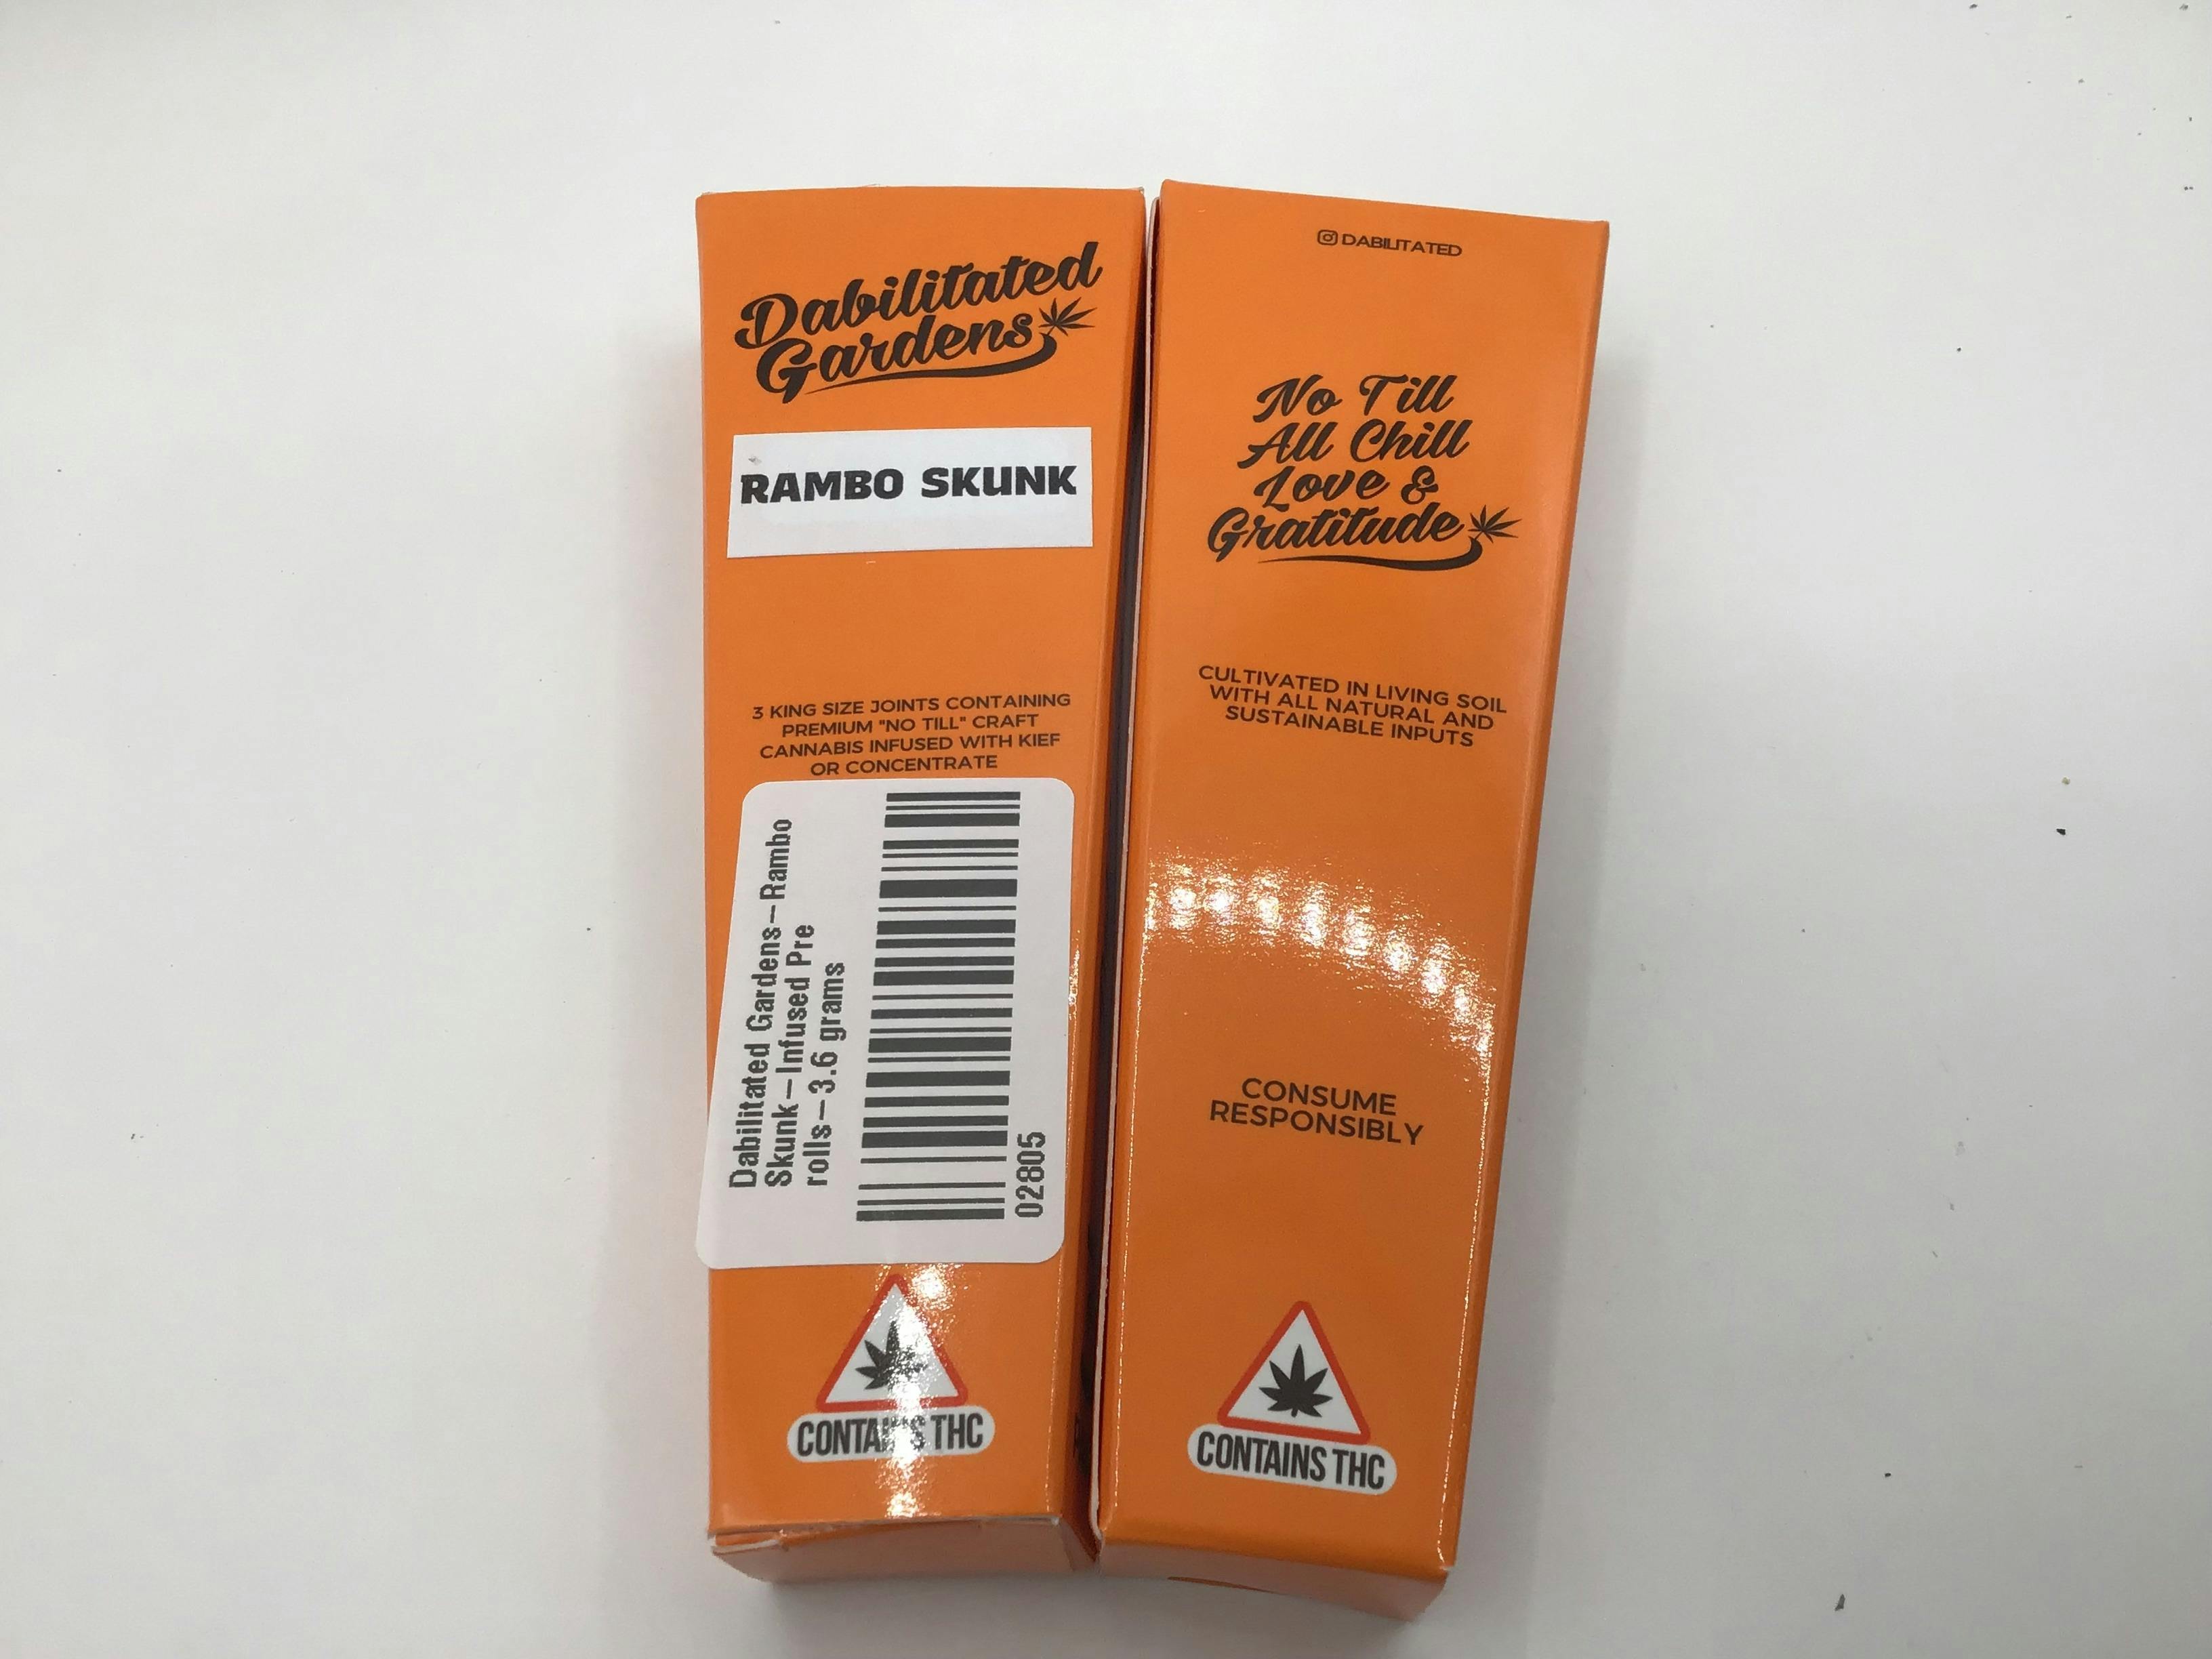 Dabilitated
Gardens
RAMBO SKUNK
3 KING SIZE JOINTS CONTAINING
PREMIUM "NO TILL" CRAFT
CANNABIS INFUSED WITH KIEF
OR CONCENTRATE
Dabilitated Gardens–Rambo
Skunk–Infused Pre
rolls–3.6 grams
02805
CONTAINS THC
DABILITATED
No Till
All Chill
Love &
Gratitude
CULTIVATED IN LIVING SOIL
WITH ALL NATURAL AND
SUSTAINABLE INPUTS
CONSUME
RESPONSIBLY
CONTAINS THC